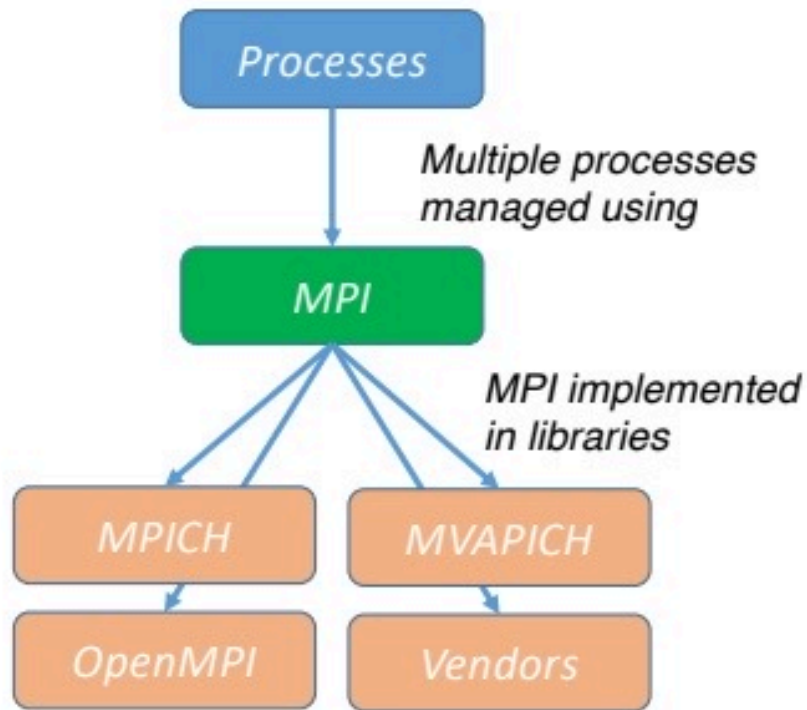 Processes
Multiple processes
managed using
MPI
MPI implemented
in libraries
MPICH
MVAPICH
OpenMPI
Vendors